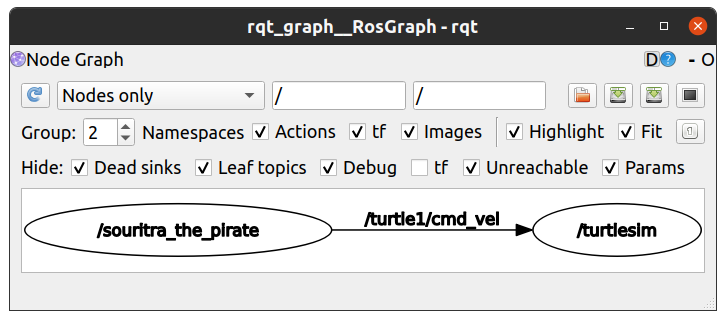 rqt_graph__RosGraph - rqt
Node Graph D ? - O
Nodes only / /
Group: 2 Namespaces Actions tf Images Highlight Fit
Hide: Dead sinks Leaf topics Debug tf Unreachable Params
/souritra_the_pirate /turtle1/cmd_vel /turtlesim